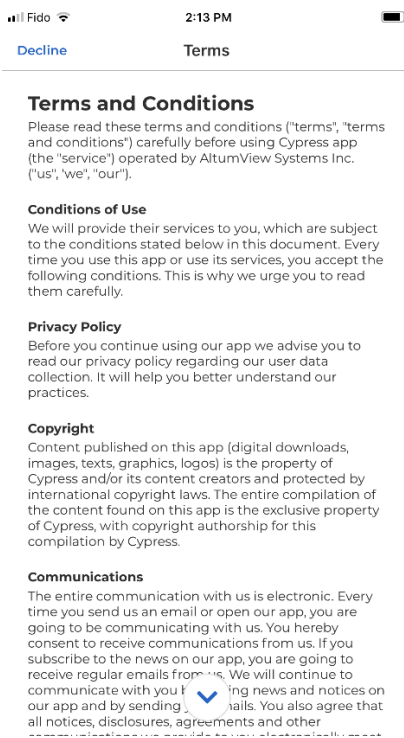 Fido
2:13 PM
Decline
Terms
Terms and Conditions
Please read these terms and conditions ("terms", "terms
and conditions") carefully before using Cypress app
(the "service") operated by AltumView Systems Inc.
("us", 'we", "our").
Conditions of Use
We will provide their services to you, which are subject
to the conditions stated below in this document. Every
time you use this app or use its services, you accept the
following conditions. This is why we urge you to read
them carefully.
Privacy Policy
Before you continue using our app we advise you to
read our privacy policy regarding our user data
collection. It will help you better understand our
practices.
Copyright
Content published on this app (digital downloads,
images, texts, graphics, logos) is the property of
Cypress and/or its content creators and protected by
international copyright laws. The entire compilation of
the content found on this app is the exclusive property
of Cypress, with copyright authorship for this
compilation by Cypress.
Communications
The entire communication with us is electronic. Every
time you send us an email or open our app, you are
going to be communicating with us. You hereby
consent to receive communications from us. If you
subscribe to the news on our app, you are going to
receive regular emails from us. We will continue to
communicate with you news and notices on
our app and by sending You also agree that
all notices, disclosures, agreements and other
communications we provide to you electronically meet